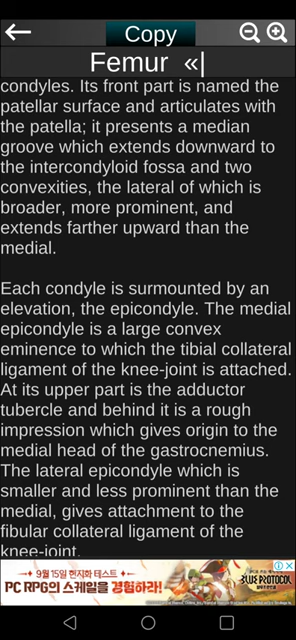 Copy
Femur «|
condyles. Its front part is named the
patellar surface and articulates with
the patella; it presents a median
groove which extends downward to
the intercondyloid fossa and two
convexities, the lateral of which is
broader, more prominent, and
extends farther upward than the
medial.
Each condyle is surmounted by an
elevation, the epicondyle. The medial
epicondyle is a large convex
eminence to which the tibial collateral
ligament of the knee-joint is attached.
At its upper part is the adductor
tubercle and behind it is a rough
impression which gives origin to the
medial head of the gastrocnemius.
The lateral epicondyle which is
smaller and less prominent than the
medial, gives attachment to the
fibular collateral ligament of the
knee-joint.
9월 15일 현지화 테스트
PC RPG의 스케일을 경험하라!
BLUE PROTOCOL